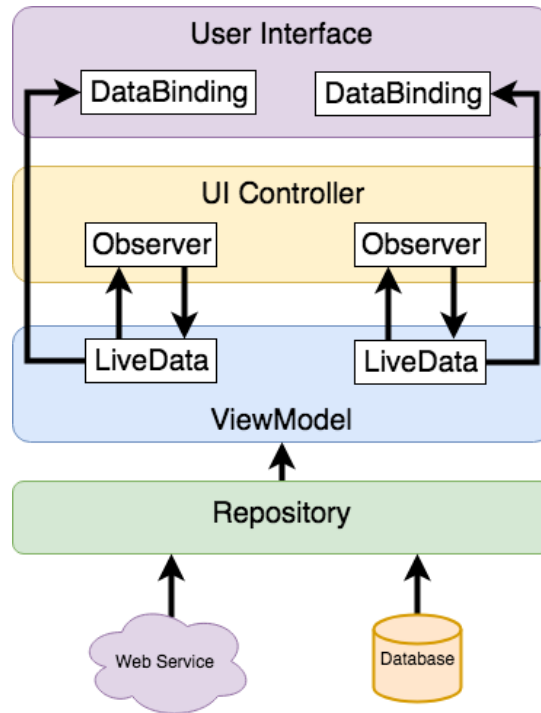 User Interface
DataBinding
DataBinding
UI Controller
Observer
Observer
LiveData
LiveData
ViewModel
Repository
Web Service
Database